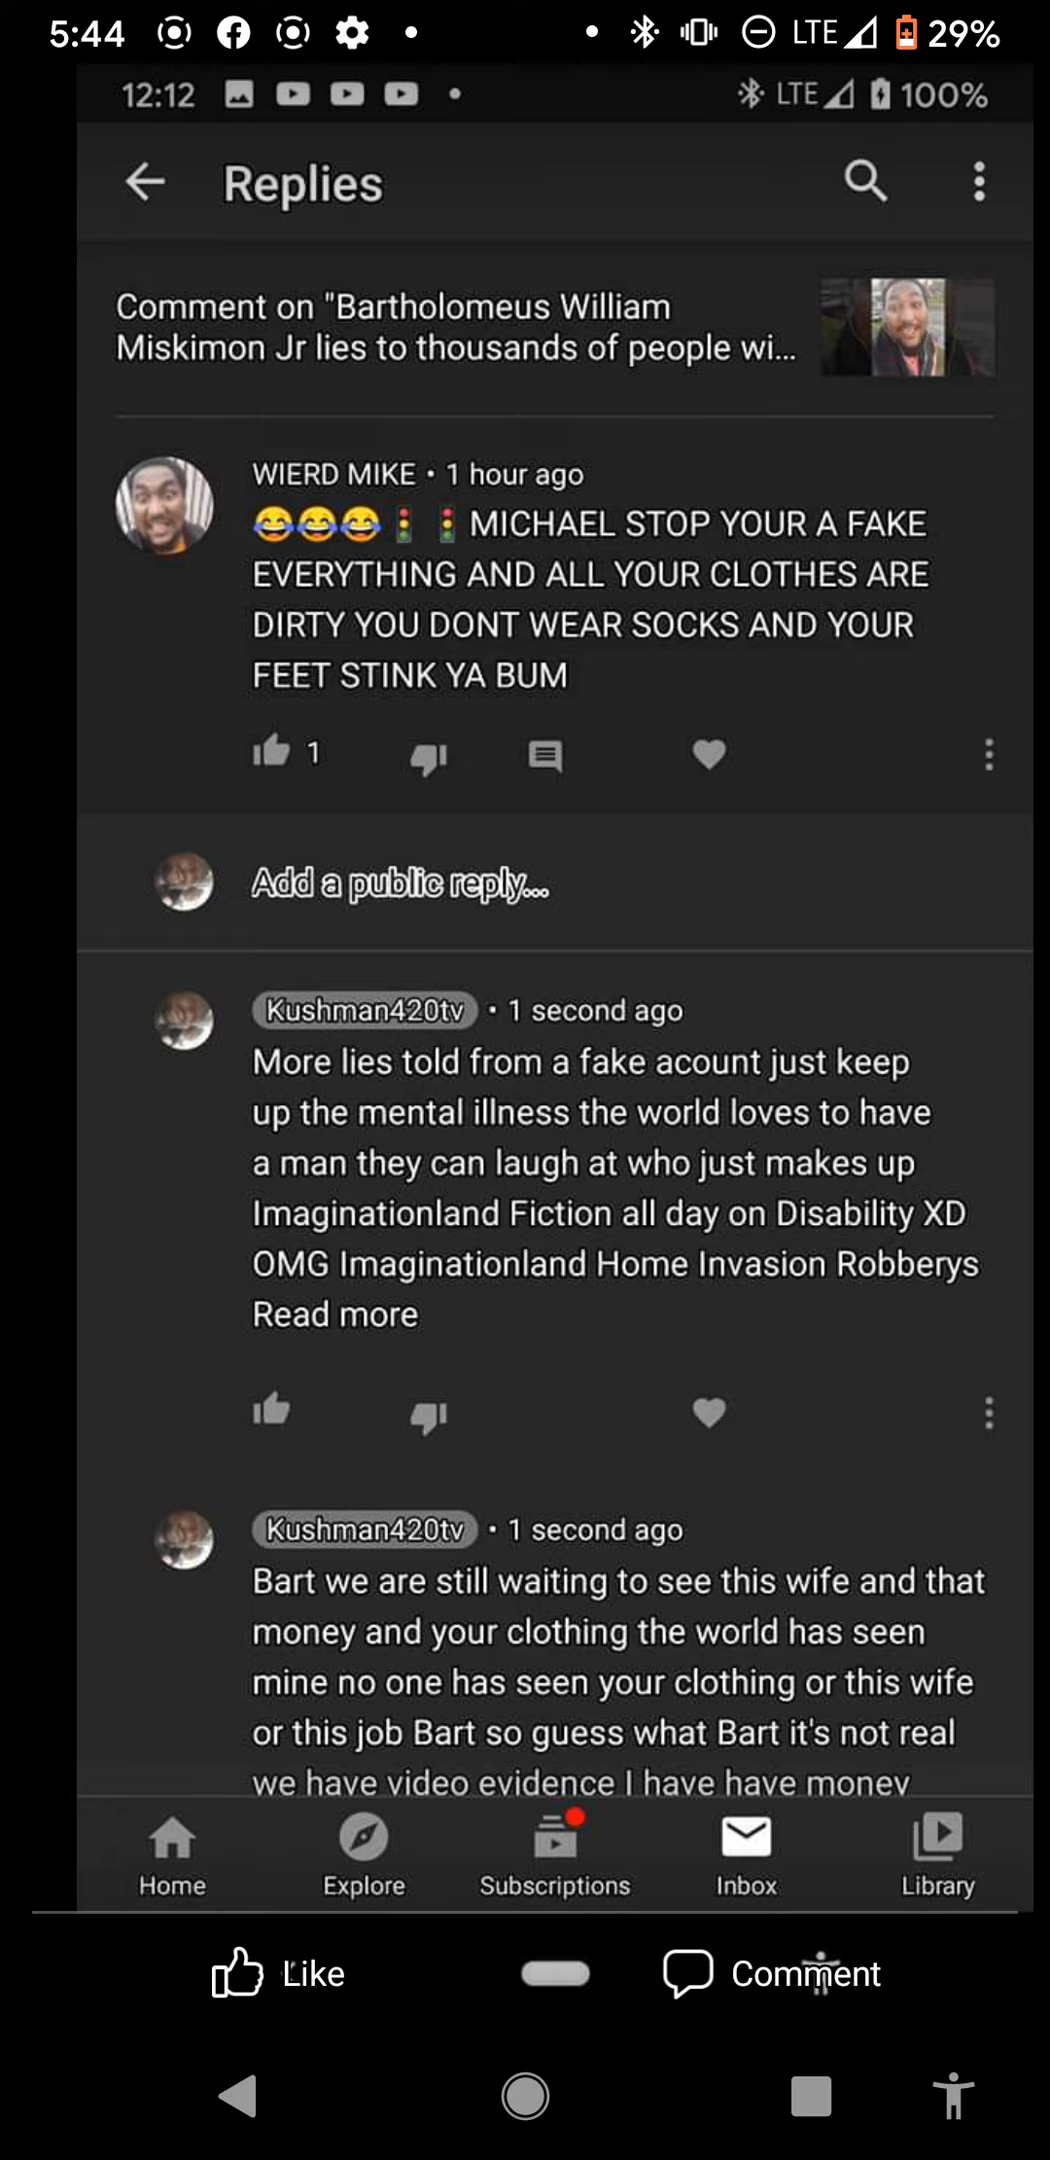 5:44 LTE 29%
12:12 LTE 100%
Replies
Comment on "Bartholomeus William
Miskimon Jr lies to thousands of people wi...
WIERD MIKE • 1 hour ago
😂😂😂🚦 🚦 MICHAEL STOP YOUR A FAKE
EVERYTHING AND ALL YOUR CLOTHES ARE
DIRTY YOU DONT WEAR SOCKS AND YOUR
FEET STINK YA BUM
1
Add a public reply...
Kushman420tv • 1 second ago
More lies told from a fake acount just keep
up the mental illness the world loves to have
a man they can laugh at who just makes up
Imaginationland Fiction all day on Disability XD
OMG Imaginationland Home Invasion Robberys
Read more
Kushman420tv • 1 second ago
Bart we are still waiting to see this wife and that
money and your clothing the world has seen
mine no one has seen your clothing or this wife
or this job Bart so guess what Bart it's not real
we have video evidence I have have money
Home Explore Subscriptions Inbox Library
Like Comment